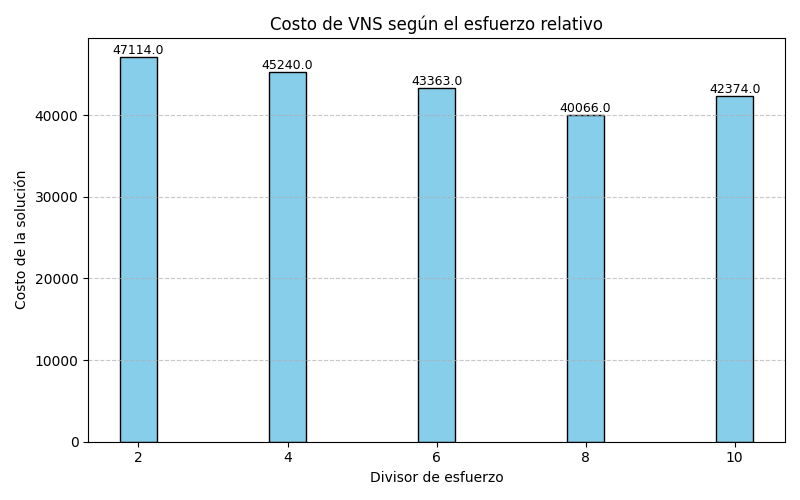 Costo de VNS según el esfuerzo relativo
47114.0
45240.0
43363.0
40066.0
42374.0
Costo de la solución
40000
30000
20000
10000
0
2 4 6 8 10
Divisor de esfuerzo